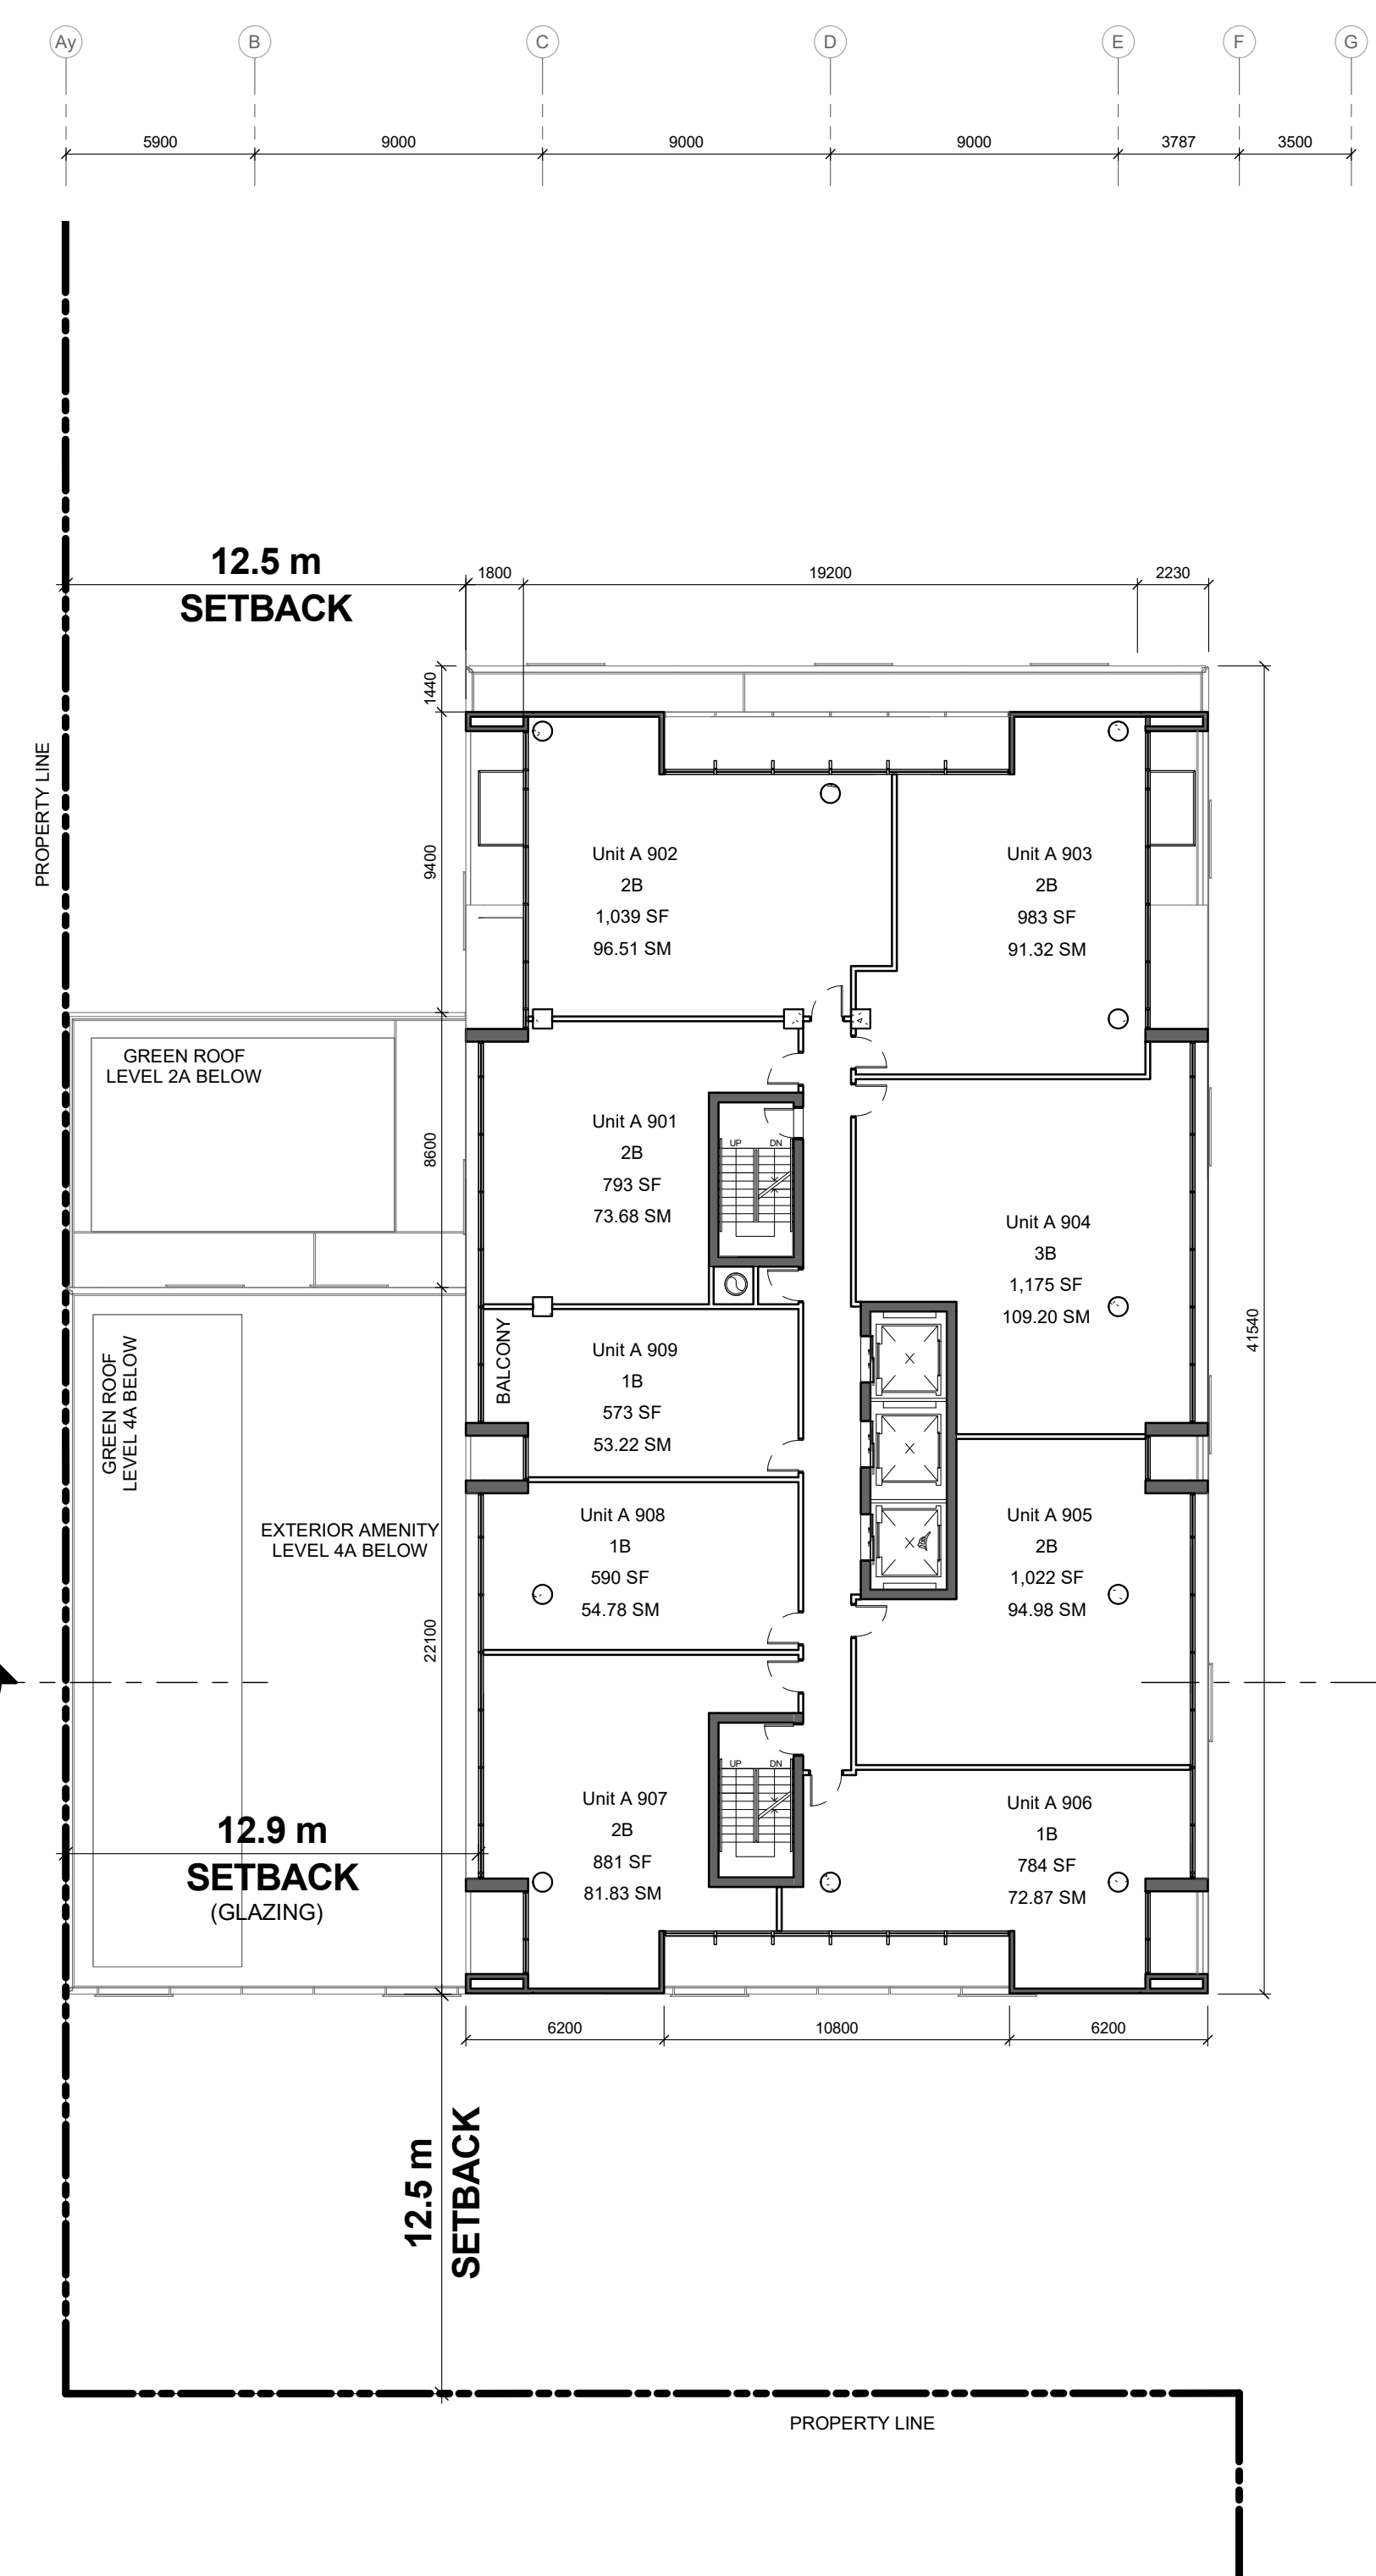 Ay B C D E F G
5900 9000 9000 9000 3787 3500
12.5 m
SETBACK
1800 19200 2230
1440
PROPERTY LINE
9400
Unit A 902
2B
1,039 SF
96.51 SM
Unit A 903
2B
983 SF
91.32 SM
GREEN ROOF
LEVEL 2A BELOW
8600
Unit A 901
2B
793 SF
73.68 SM
UP DN
Unit A 904
3B
1,175 SF
109.20 SM
41540
GREEN ROOF
LEVEL 4A BELOW
BALCONY
Unit A 909
1B
573 SF
53.22 SM
EXTERIOR AMENITY
LEVEL 4A BELOW
Unit A 908
1B
590 SF
54.78 SM
Unit A 905
2B
1,022 SF
94.98 SM
22100
UP DN
Unit A 907
2B
881 SF
81.83 SM
Unit A 906
1B
784 SF
72.87 SM
12.9 m
SETBACK
(GLAZING)
6200 10800 6200
12.5 m
SETBACK
PROPERTY LINE